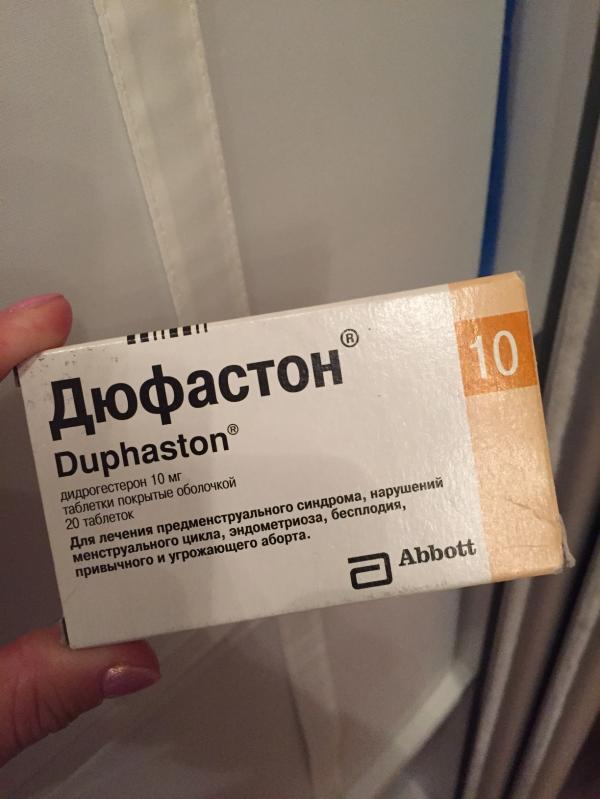 Дюфастон®
Duphaston®
дидрогестерон 10 мг
таблетки покрытые оболочкой
20 таблеток
Для лечения предменструального синдрома, нарушений
менструального цикла, эндометриоза, бесплодия,
привычного и угрожающего аборта.
Abbott
10